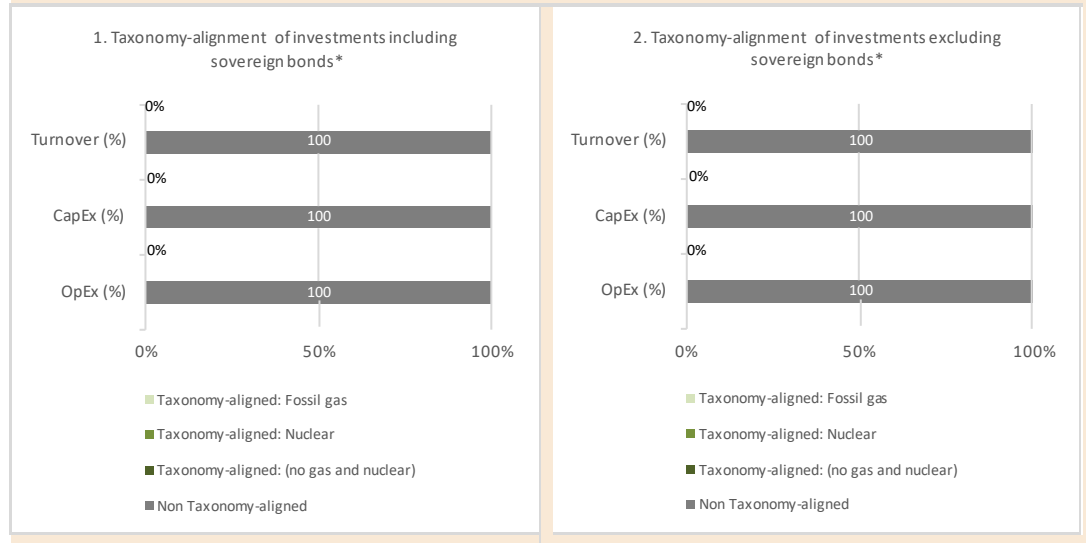 1. Taxonomy-alignment of investments including
sovereign bonds*
0%
Turnover (%)
100
0%
CapEx (%)
100
0%
OpEx (%)
100
0%
50%
100%
Taxonomy-aligned: Fossil gas
Taxonomy-aligned: Nuclear
Taxonomy-aligned: (no gas and nuclear)
Non Taxonomy-aligned
2. Taxonomy-alignment of investments excluding
sovereign bonds*
0%
Turnover (%)
100
0%
CapEx (%)
100
0%
OpEx (%)
100
0%
50%
100%
Taxonomy-aligned: Fossil gas
Taxonomy-aligned: Nuclear
Taxonomy-aligned: (no gas and nuclear)
Non Taxonomy-aligned